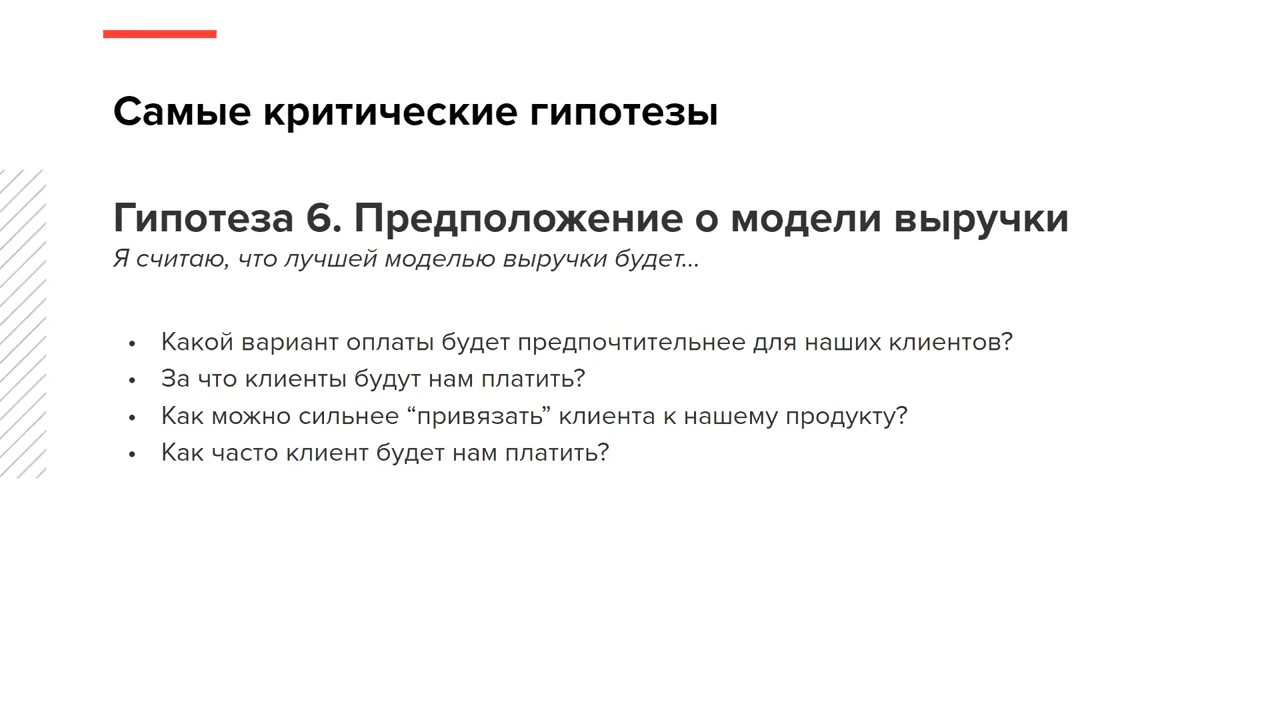 Самые критические гипотезы
Гипотеза 6. Предположение о модели выручки
Я считаю, что лучшей моделью выручки будет...
• Какой вариант оплаты будет предпочтительнее для наших клиентов?
• За что клиенты будут нам платить?
• Как можно сильнее “привязать” клиента к нашему продукту?
• Как часто клиент будет нам платить?